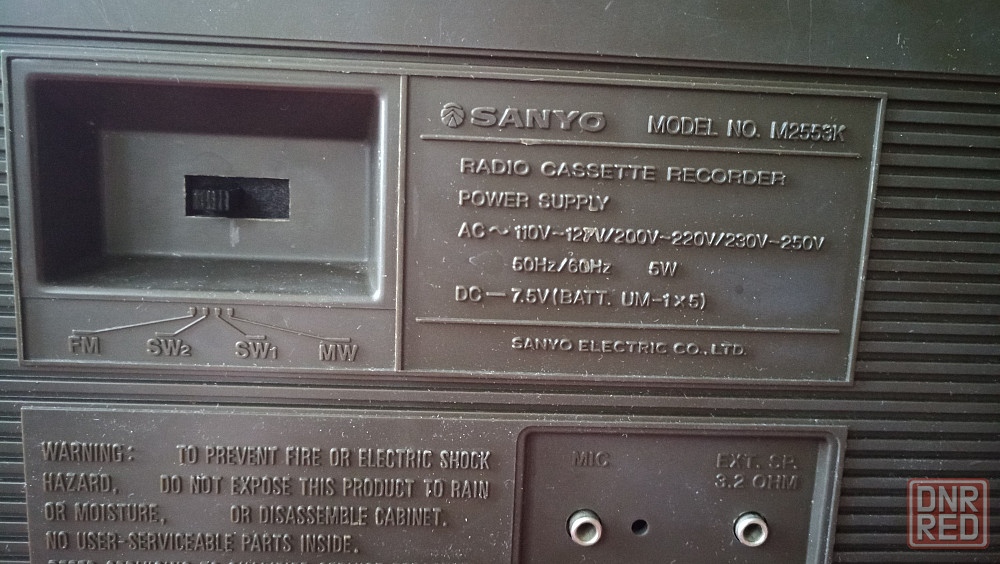 SANYO MODEL NO. M2553K
RADIO CASSETTE RECORDER
POWER SUPPLY
AC ~ 110V~127V/200V~220V/230V~250V
50Hz/60Hz 5W
DC — 7.5V (BATT. UM-1×5)
SANYO ELECTRIC CO., LTD.
FM SW2 SW1 MW
WARNING: TO PREVENT FIRE OR ELECTRIC SHOCK
HAZARD, DO NOT EXPOSE THIS PRODUCT TO RAIN
OR MOISTURE, OR DISASSEMBLE CABINET.
NO USER-SERVICEABLE PARTS INSIDE.
MIC
EXT. SP.
3.2 OHM
DNR
RED